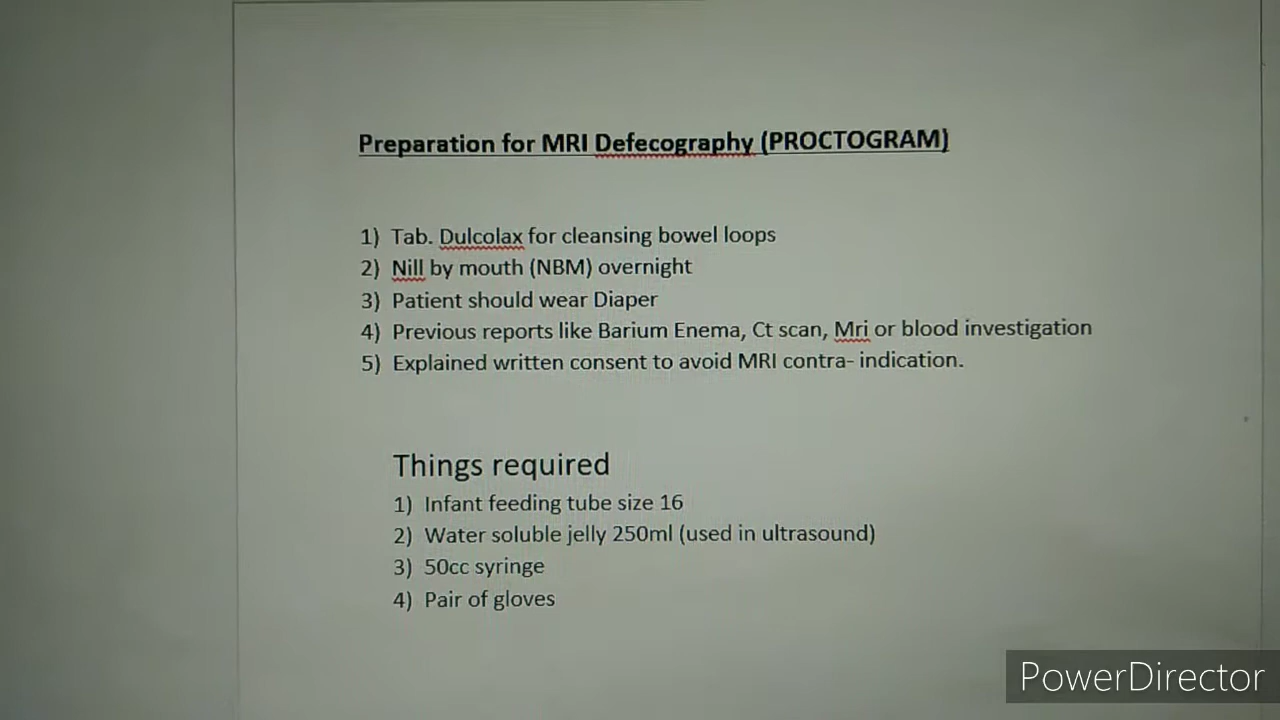 Preparation for MRI Defecography (PROCTOGRAM)
1) Tab. Dulcolax for cleansing bowel loops
2) Nill by mouth (NBM) overnight
3) Patient should wear Diaper
4) Previous reports like Barium Enema, Ct scan, Mri or blood investigation
5) Explained written consent to avoid MRI contra- indication.
Things required
1) Infant feeding tube size 16
2) Water soluble jelly 250ml (used in ultrasound)
3) 50cc syringe
4) Pair of gloves
PowerDirector